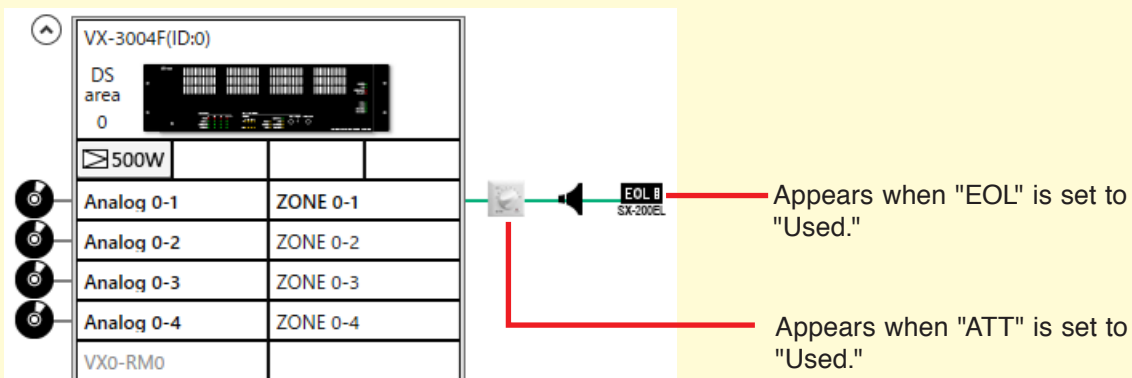 VX-3004F(ID:0)
DS
area
0
500W
Analog 0-1 ZONE 0-1
Analog 0-2 ZONE 0-2
Analog 0-3 ZONE 0-3
Analog 0-4 ZONE 0-4
VX0-RM0
EOL
SX-200EL
Appears when "EOL" is set to
"Used."
Appears when "ATT" is set to
"Used."